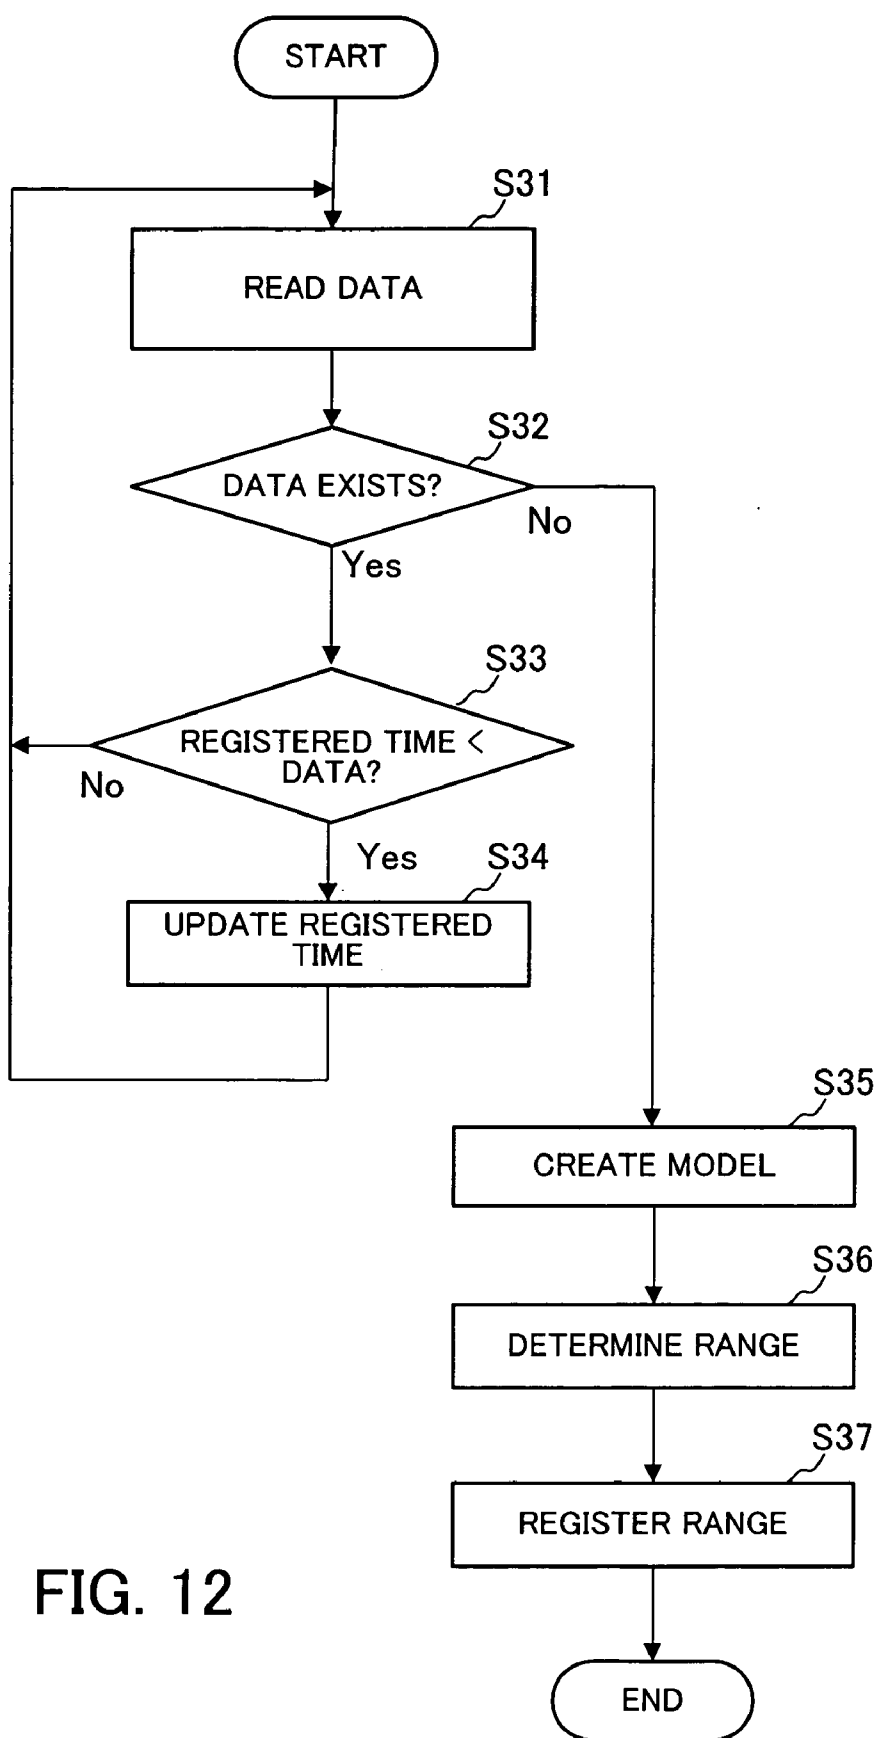 START
S31
READ DATA
S32
DATA EXISTS?
No
Yes
S33
REGISTERED TIME <
DATA?
No
Yes
S34
UPDATE REGISTERED
TIME
S35
CREATE MODEL
S36
DETERMINE RANGE
S37
REGISTER RANGE
FIG. 12
END